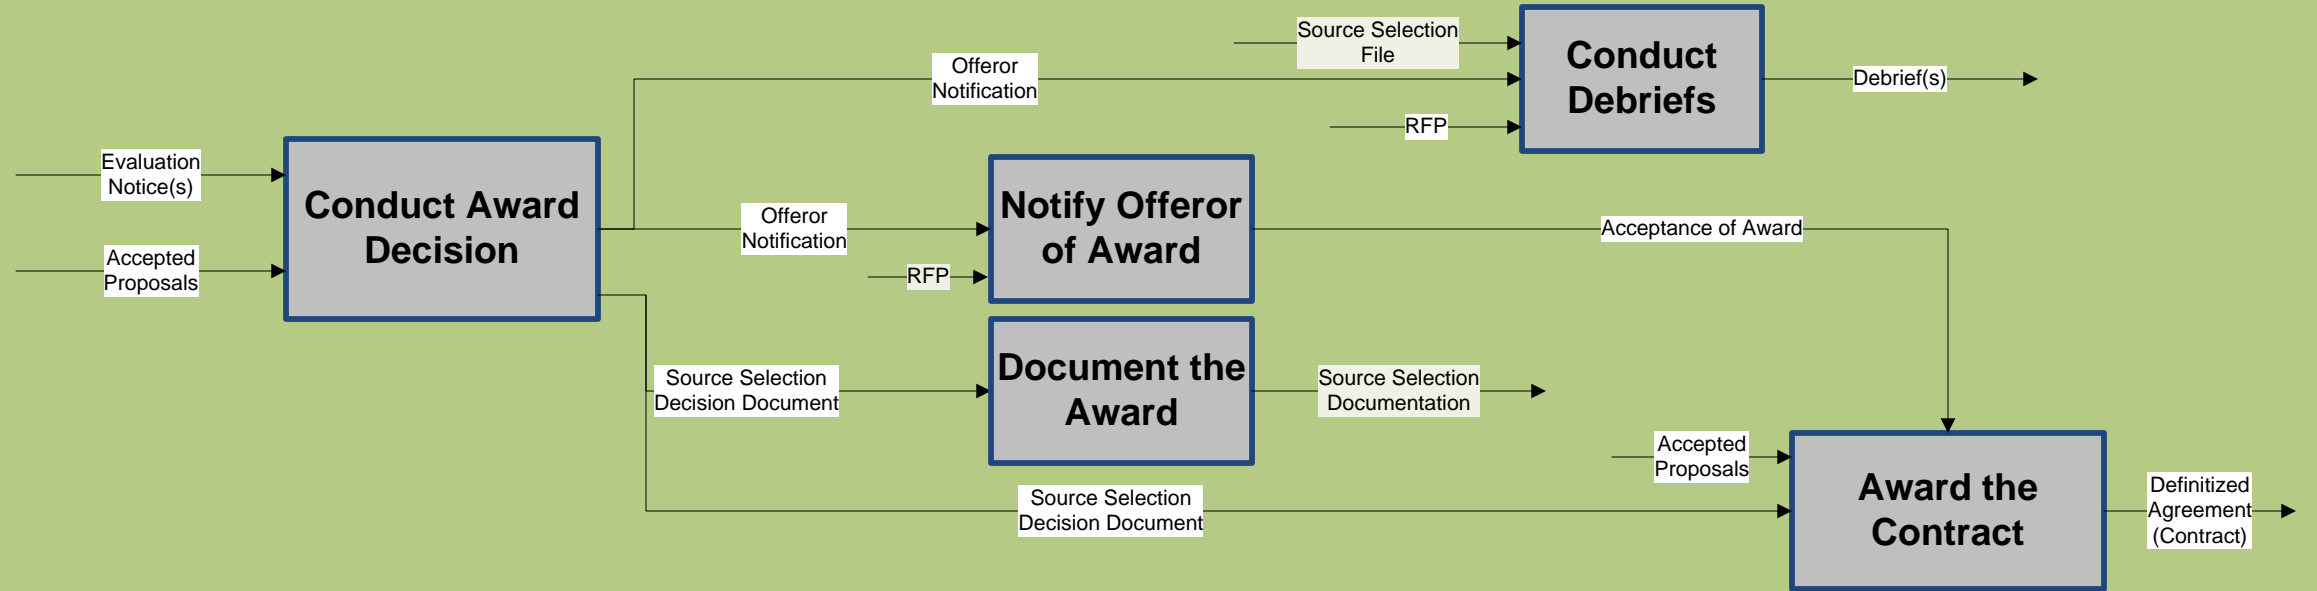 Source Selection
File
Conduct
Debriefs
Offeror
Notification
Debrief(s)
RFP
Evaluation
Notice(s)
Conduct Award
Decision
Accepted
Proposals
Offeror
Notification
RFP
Notify Offeror
of Award
Acceptance of Award
Source Selection
Decision Document
Document the
Award
Source Selection
Documentation
Accepted
Proposals
Source Selection
Decision Document
Award the
Contract
Definitized
Agreement
(Contract)